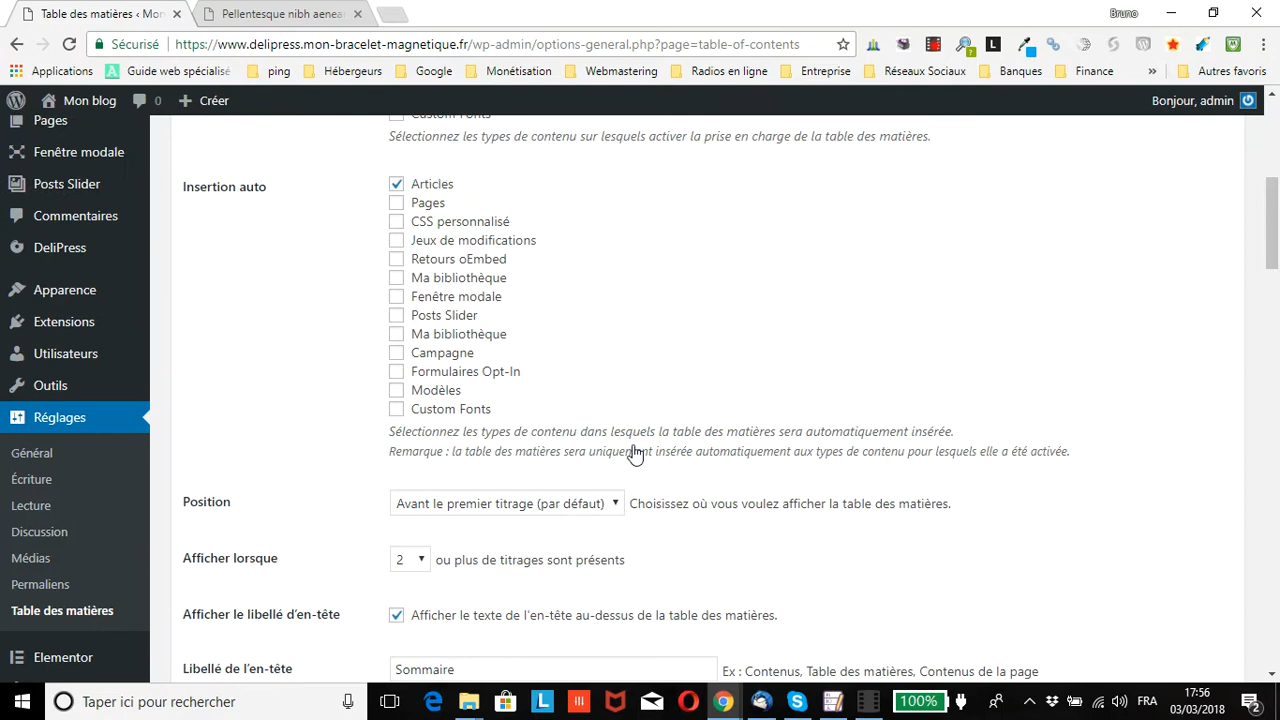 Table des matières ‹ Mon
Pellentesque nibh aenean
Bruno
Sécurisé
https://www.delipress.mon-bracelet-magnetique.fr/wp-admin/options-general.php?page=table-of-contents
Applications
Guide web spécialisé
ping
Hébergeurs
Google
Monétisation
Webmastering
Radios en ligne
Entreprise
Réseaux Sociaux
Banques
Finance
»
Autres favoris
Mon blog
0
Créer
Bonjour, admin
Pages
Fenêtre modale
Posts Slider
Commentaires
DeliPress
Apparence
Extensions
Utilisateurs
Outils
Réglages
Général
Écriture
Lecture
Discussion
Médias
Permaliens
Table des matières
Elementor
Custom Fonts
Sélectionnez les types de contenu sur lesquels activer la prise en charge de la table des matières.
Insertion auto
Articles
Pages
CSS personnalisé
Jeux de modifications
Retours oEmbed
Ma bibliothèque
Fenêtre modale
Posts Slider
Ma bibliothèque
Campagne
Formulaires Opt-In
Modèles
Custom Fonts
Sélectionnez les types de contenu dans lesquels la table des matières sera automatiquement insérée.
Remarque : la table des matières sera uniquement insérée automatiquement aux types de contenu pour lesquels elle a été activée.
Position
Avant le premier titrage (par défaut)
Choisissez où vous voulez afficher la table des matières.
Afficher lorsque
2
ou plus de titrages sont présents
Afficher le libellé d'en-tête
Afficher le texte de l'en-tête au-dessus de la table des matières.
Libellé de l'en-tête
Sommaire
Ex : Contenus, Table des matières, Contenus de la page
Taper ici pour rechercher
100%
FRA
17:56
03/03/2018
2